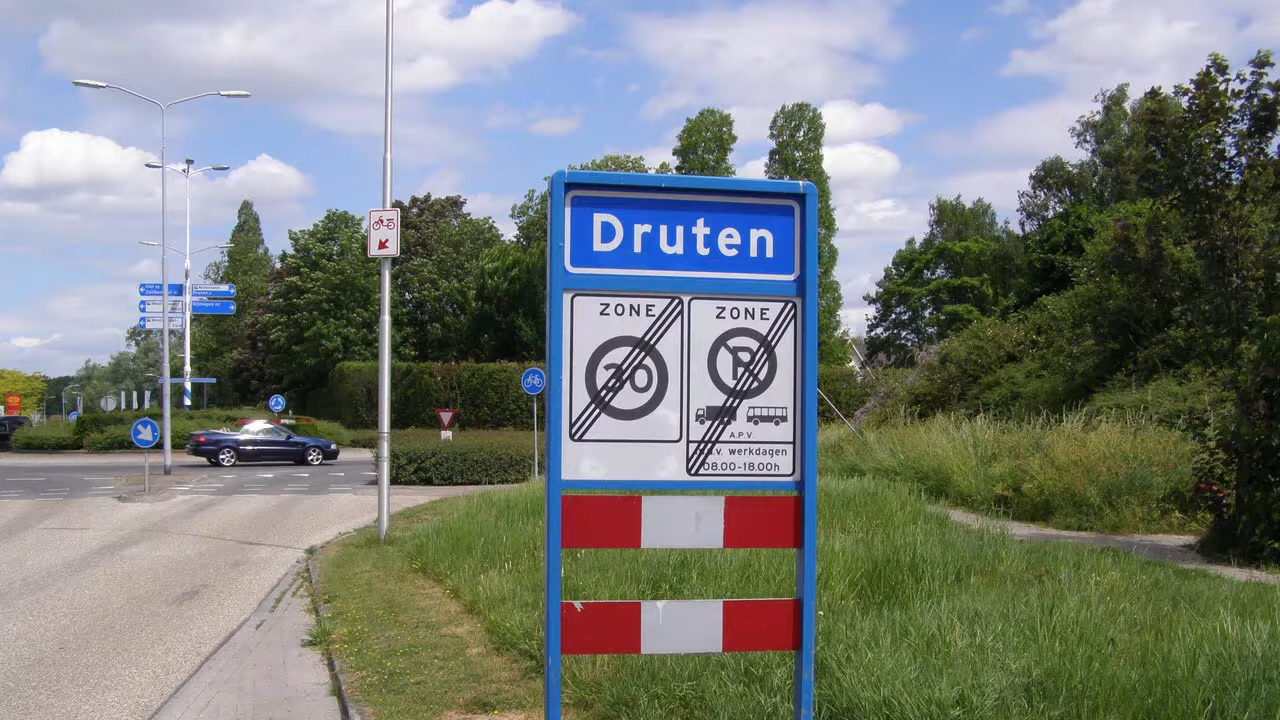 Druten
ZONE
30
ZONE
P
A.P.V.
m.u.v. werkdagen
08.00-18.00h